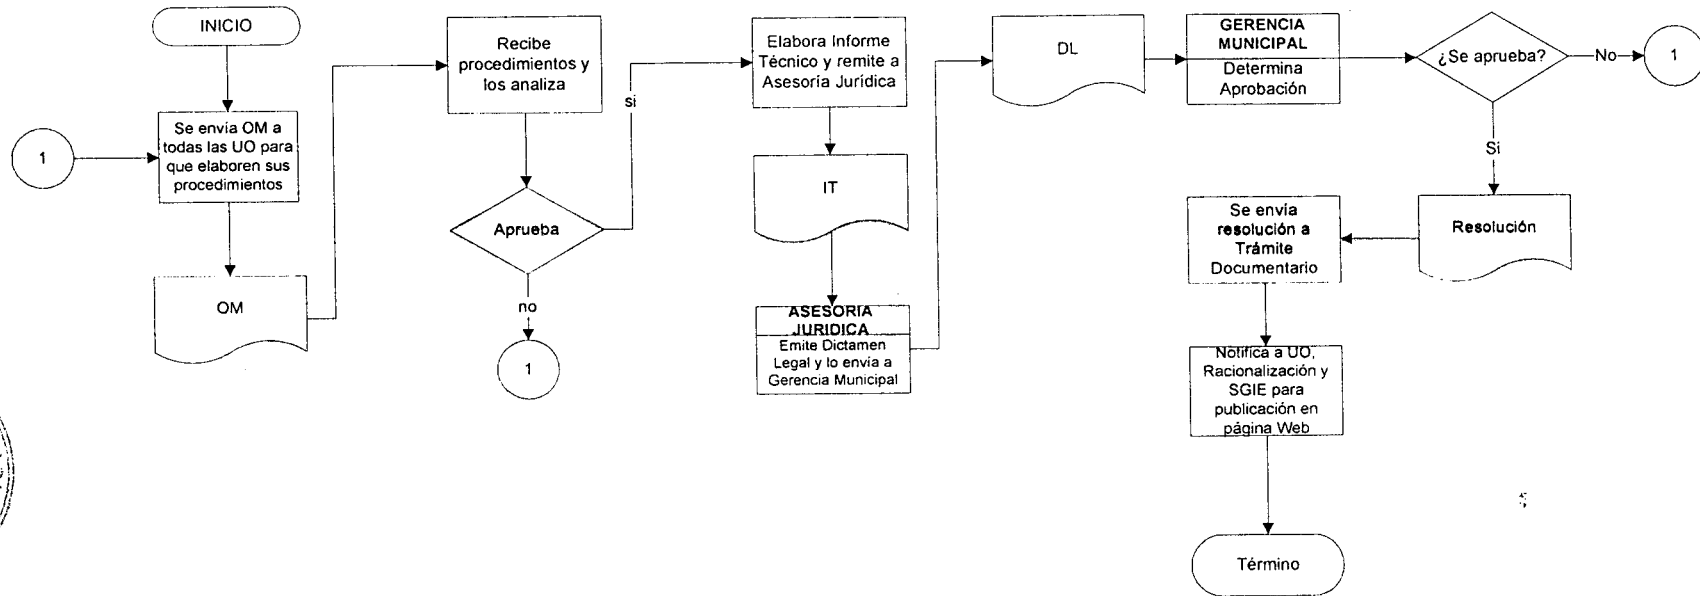 INICIO
1
Se envía OM a
todas las UO para
que elaboren sus
procedimientos
OM
Recibe
procedimientos y
los analiza
Aprueba
si
no
1
Elabora Informe
Técnico y remite a
Asesoría Jurídica
IT
ASESORIA
JURIDICA
Emite Dictamen
Legal y lo envía a
Gerencia Municipal
DL
GERENCIA
MUNICIPAL
Determina
Aprobación
¿Se aprueba?
No
1
Si
Resolución
Se envía
resolución a
Trámite
Documentario
Notifica a UO,
Racionalización y
SGIE para
publicación en
página Web
Término